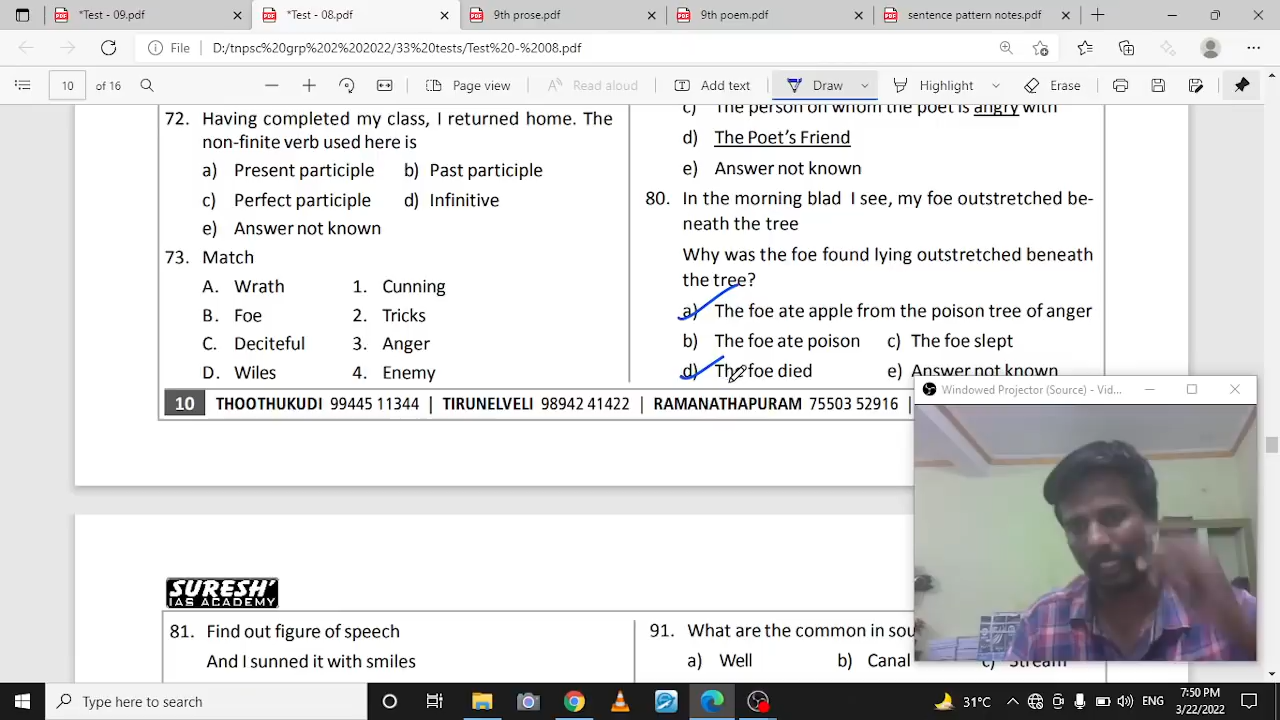 *Test - 09.pdf
*Test - 08.pdf
9th prose.pdf
9th poem.pdf
sentence pattern notes.pdf
File
D:/tnpsc%20grp%202%202022/33%20tests/Test%20-%2008.pdf
10 of 16
Page view
Read aloud
Add text
Draw
Highlight
Erase
72. Having completed my class, I returned home. The
non-finite verb used here is
a) Present participle b) Past participle
c) Perfect participle d) Infinitive
e) Answer not known
73. Match
A. Wrath 1. Cunning
B. Foe 2. Tricks
C. Deciteful 3. Anger
D. Wiles 4. Enemy
c) The person on whom the poet is angry with
d) The Poet's Friend
e) Answer not known
80. In the morning blad I see, my foe outstretched be-
neath the tree
Why was the foe found lying outstretched beneath
the tree?
a) The foe ate apple from the poison tree of anger
b) The foe ate poison c) The foe slept
d) The foe died e) Answer not known
10 THOOTHUKUDI 99445 11344 | TIRUNELVELI 98942 41422 | RAMANATHAPURAM 75503 52916 |
Windowed Projector (Source) - Vid...
SURESH'
IAS ACADEMY
81. Find out figure of speech
And I sunned it with smiles
91. What are the common in sou
a) Well b) Canal c) Stream
Type here to search
31°C
ENG
7:50 PM
3/22/2022